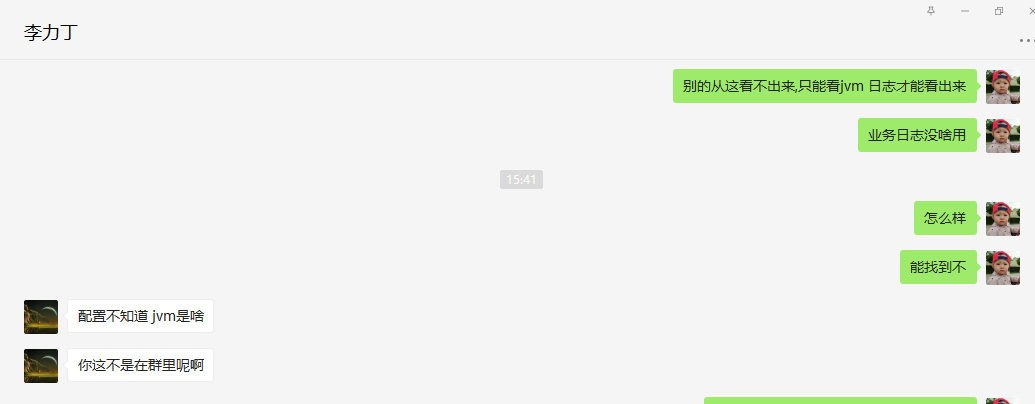 李力丁
别的从这看不出来,只能看jvm 日志才能看出来
业务日志没啥用
15:41
怎么样
能找到不
配置不知道 jvm是啥
你这不是在群里呢啊